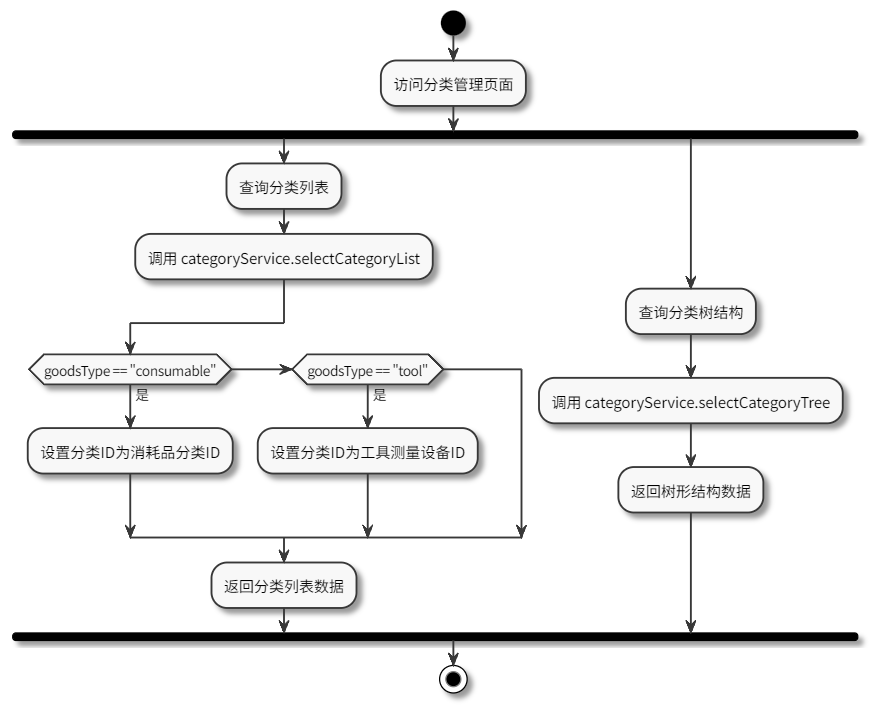 访问分类管理页面
查询分类列表
调用 categoryService.selectCategoryList
goodsType == "consumable"
是
设置分类ID为消耗品分类ID
goodsType == "tool"
是
设置分类ID为工具测量设备ID
返回分类列表数据
查询分类树结构
调用 categoryService.selectCategoryTree
返回树形结构数据